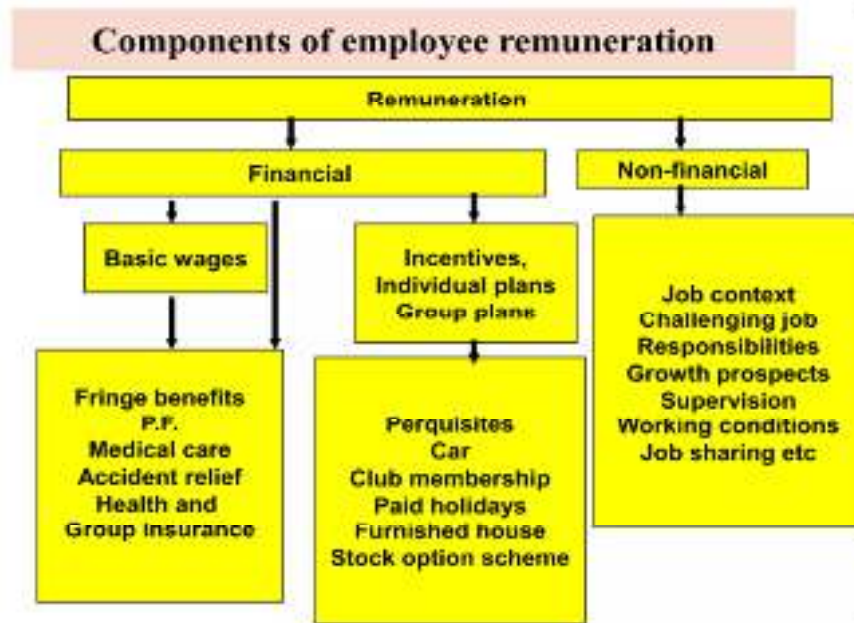 Components of employee remuneration
Remuneration
Financial
Non-financial
Basic wages
Incentives,
Individual plans
Group plans
Job context
Challenging job
Responsibilities
Growth prospects
Supervision
Working conditions
Job sharing etc
Fringe benefits
P.F.
Medical care
Accident relief
Health and
Group Insurance
Perquisites
Car
Club membership
Paid holidays
Furnished house
Stock option scheme